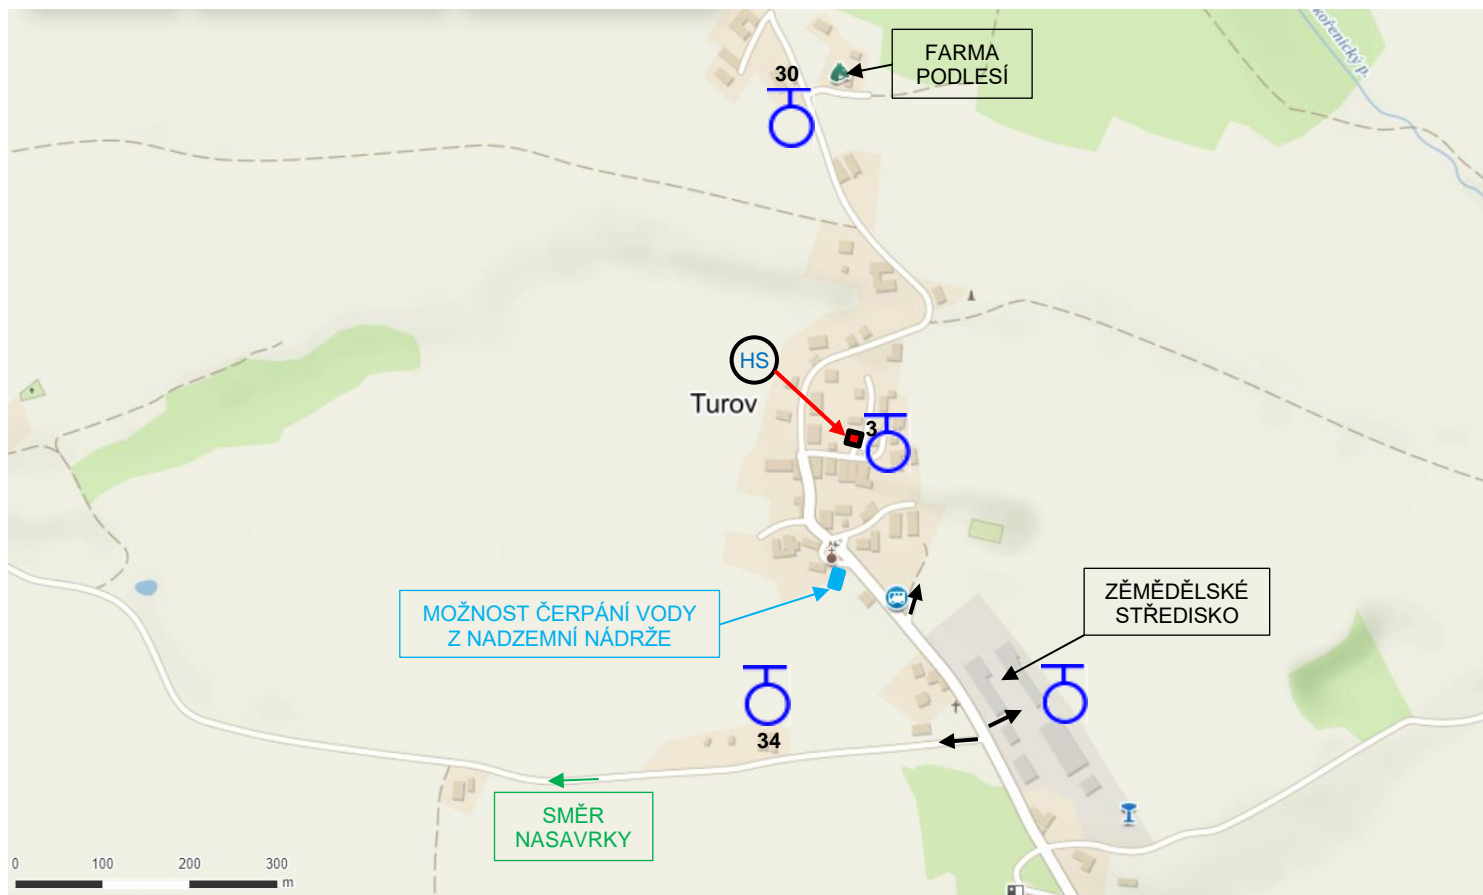 kořenický p.
FARMA
PODLESÍ
30
HS
Turov
3
MOŽNOST ČERPÁNÍ VODY
Z NADZEMNÍ NÁDRŽE
ZĚMĚDĚLSKÉ
STŘEDISKO
34
SMĚR
NASAVRKY
0 100 200 300
m